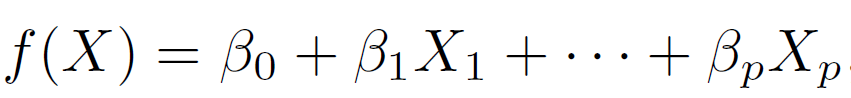 f(X) = β₀ + β₁X₁ + ··· + βₚXₚ.